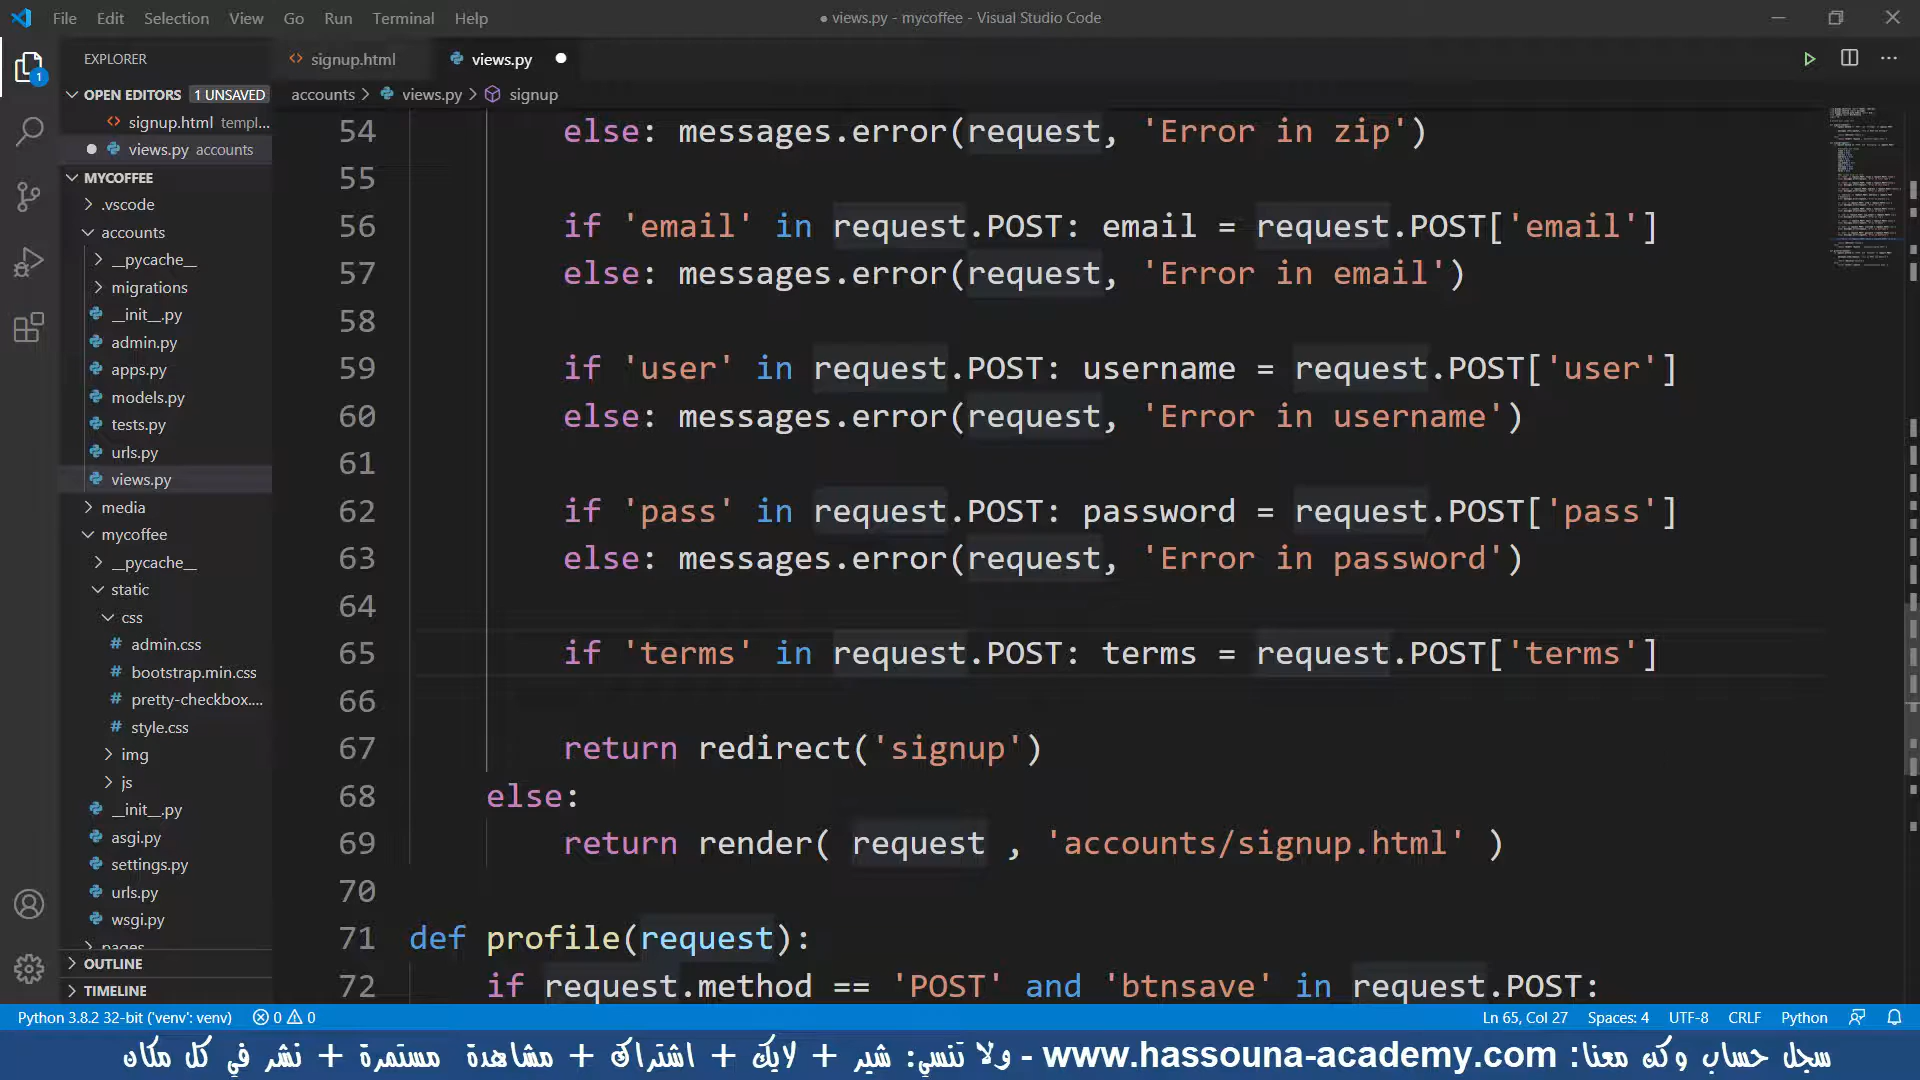 File Edit Selection View Go Run Terminal Help
● views.py - mycoffee - Visual Studio Code
EXPLORER
OPEN EDITORS 1 UNSAVED
signup.html templ...
views.py accounts
MYCOFFEE
.vscode
accounts
__pycache__
migrations
__init__.py
admin.py
apps.py
models.py
tests.py
urls.py
views.py
media
mycoffee
__pycache__
static
css
admin.css
bootstrap.min.css
pretty-checkbox....
style.css
img
js
__init__.py
asgi.py
settings.py
urls.py
wsgi.py
pages
OUTLINE
TIMELINE
1
signup.html views.py
accounts > views.py > signup
54 else: messages.error(request, 'Error in zip')
55
56 if 'email' in request.POST: email = request.POST['email']
57 else: messages.error(request, 'Error in email')
58
59 if 'user' in request.POST: username = request.POST['user']
60 else: messages.error(request, 'Error in username')
61
62 if 'pass' in request.POST: password = request.POST['pass']
63 else: messages.error(request, 'Error in password')
64
65 if 'terms' in request.POST: terms = request.POST['terms']
66
67 return redirect('signup')
68 else:
69 return render( request , 'accounts/signup.html' )
70
71 def profile(request):
72 if request.method == 'POST' and 'btnsave' in request.POST:
Python 3.8.2 32-bit ('venv': venv) 0 0 Ln 65, Col 27 Spaces: 4 UTF-8 CRLF Python
سجل حساب وكن معنا: www.hassouna-academy.com - ولا تنسى: شير + لايك + اشتراك + مشاهدة مستمرة + نشر في كل مكان